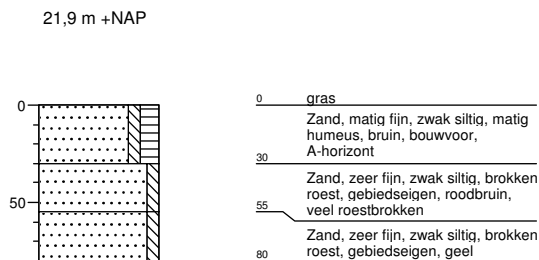 21,9 m +NAP
0
50
0
gras
Zand, matig fijn, zwak siltig, matig
humeus, bruin, bouwvoor,
A-horizont
30
Zand, zeer fijn, zwak siltig, brokken
roest, gebiedseigen, roodbruin,
veel roestbrokken
55
Zand, zeer fijn, zwak siltig, brokken
roest, gebiedseigen, geel
80